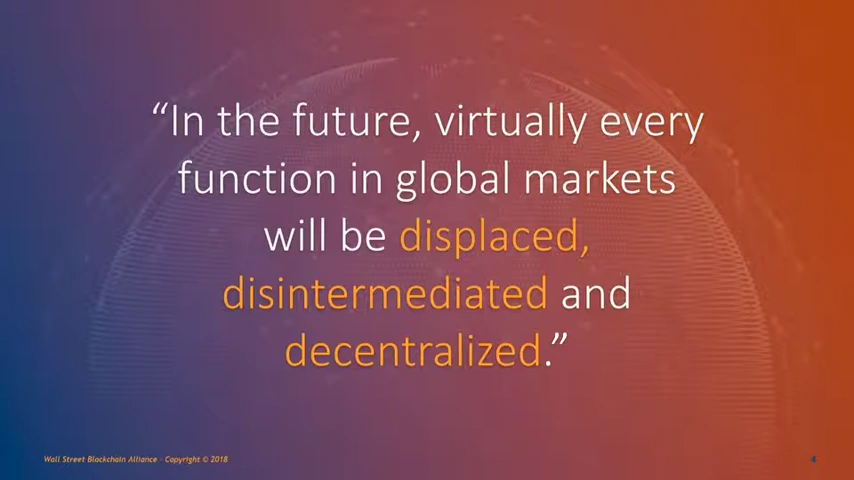 “In the future, virtually every
function in global markets
will be displaced,
disintermediated and
decentralized.”
Wall Street Blockchain Alliance - Copyright © 2018
4